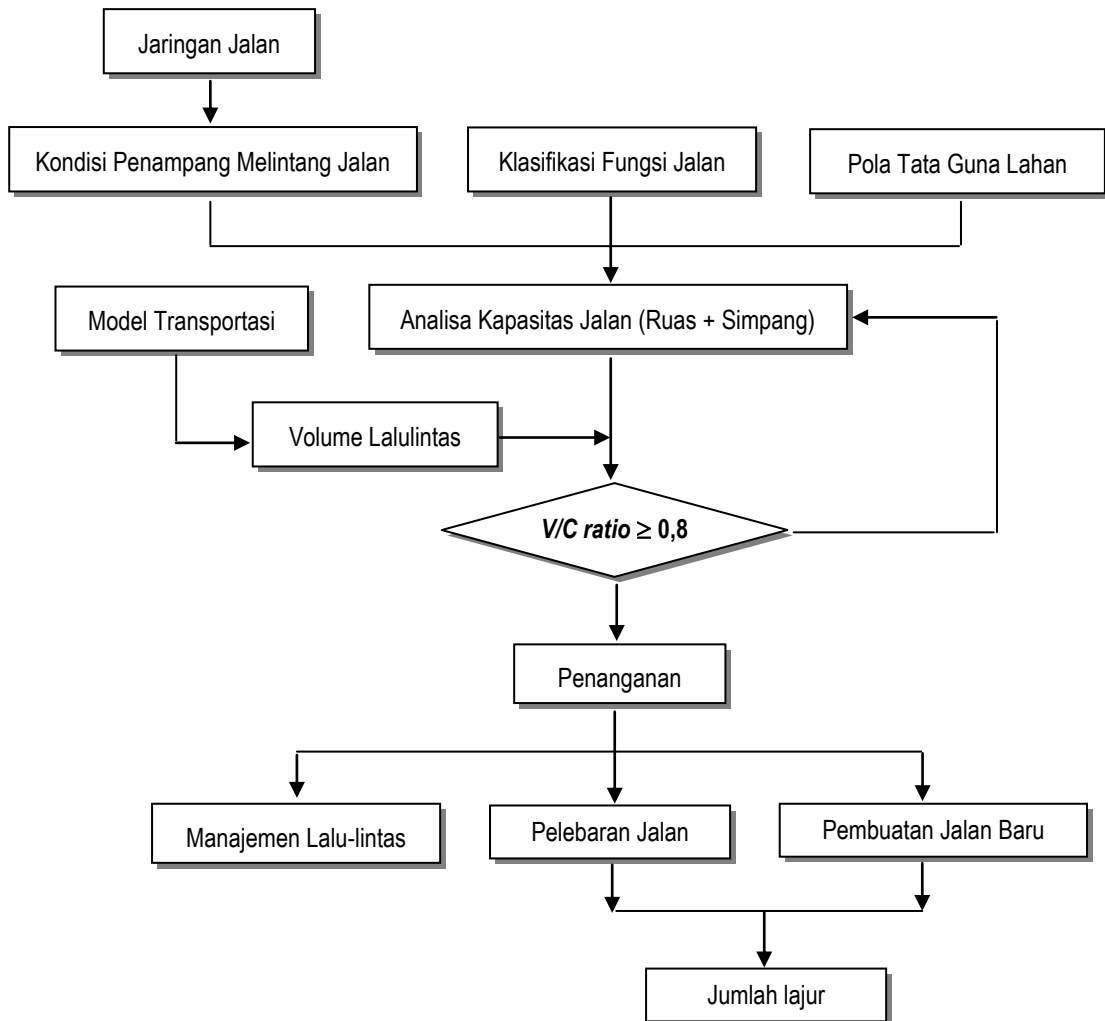 Jaringan Jalan
Kondisi Penampang Melintang Jalan
Klasifikasi Fungsi Jalan
Pola Tata Guna Lahan
Model Transportasi
Analisa Kapasitas Jalan (Ruas + Simpang)
Volume Lalulintas
V/C ratio ≥ 0,8
Penanganan
Manajemen Lalu-lintas
Pelebaran Jalan
Pembuatan Jalan Baru
Jumlah lajur